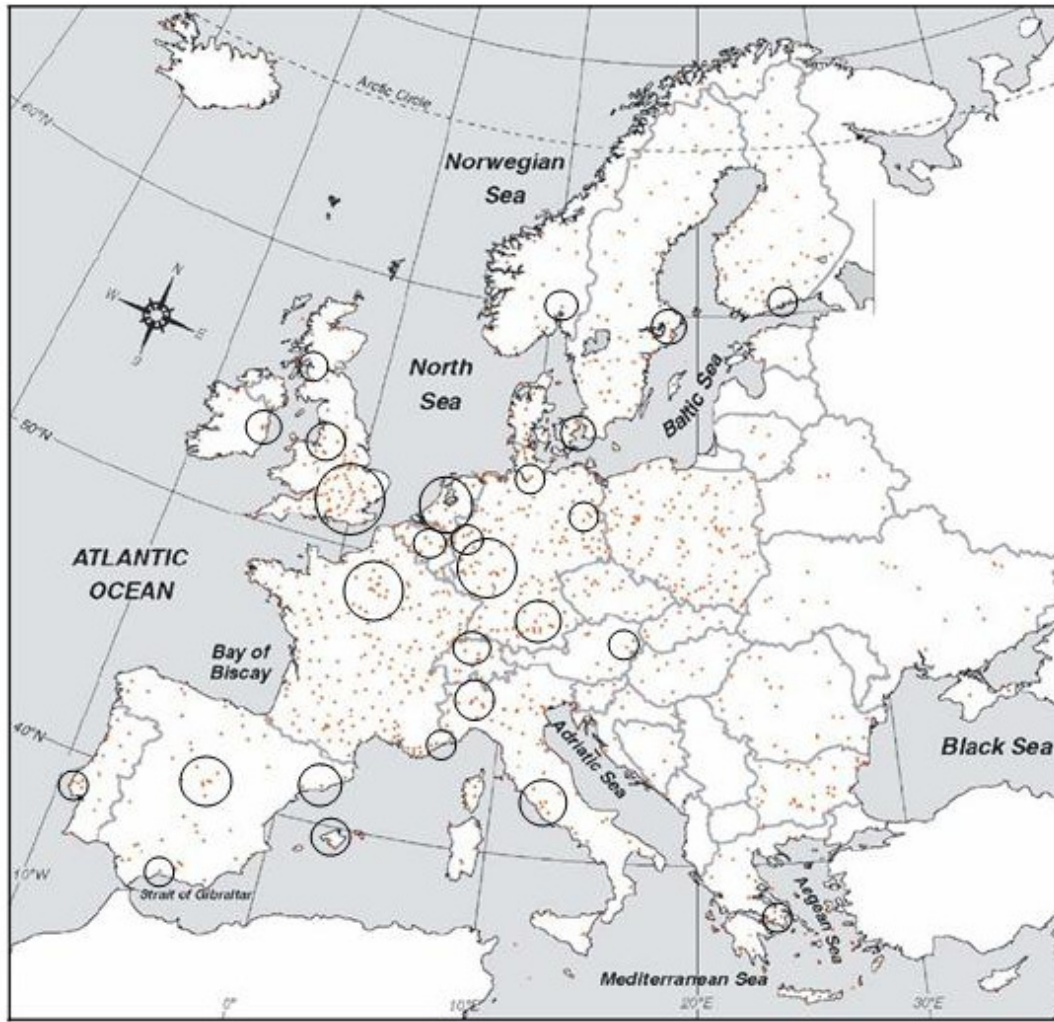 Arctic Circle
60°N
Norwegian
Sea
N
W
E
S
North
Sea
Baltic Sea
50°N
ATLANTIC
OCEAN
Bay of
Biscay
40°N
Adriatic Sea
Black Sea
10°W
Strait of Gibraltar
Aegean Sea
Mediterranean Sea
0°
10°E
20°E
30°E